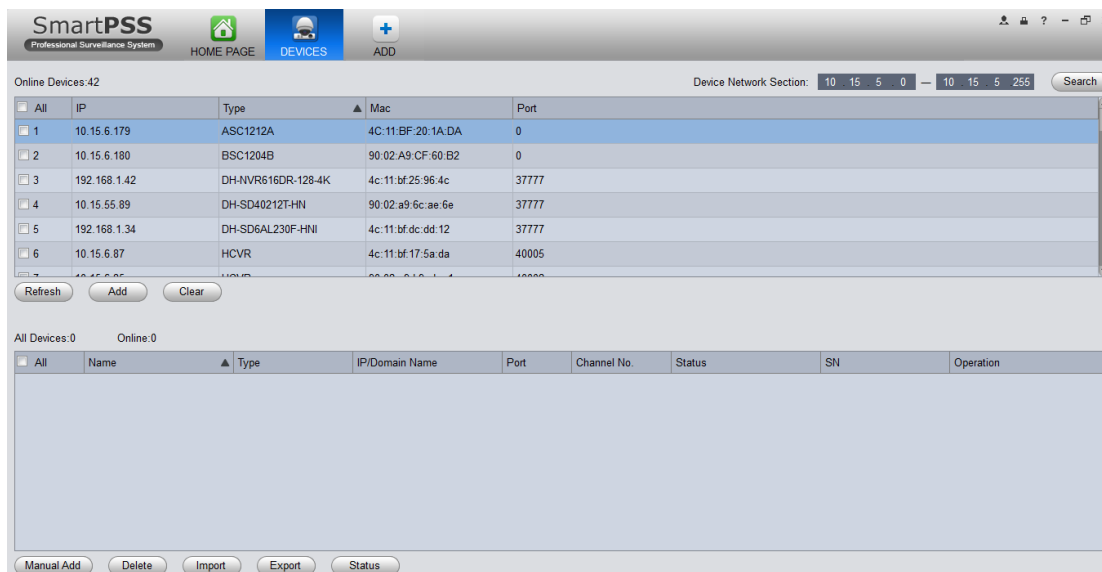 SmartPSS
Professional Surveillance System
HOME PAGE DEVICES ADD
?
Online Devices:42 Device Network Section: 10 . 15 . 5 . 0 — 10 . 15 . 5 . 255 Search
All IP Type Mac Port
1 10.15.6.179 ASC1212A 4C:11:BF:20:1A:DA 0
2 10.15.6.180 BSC1204B 90:02:A9:CF:60:B2 0
3 192.168.1.42 DH-NVR616DR-128-4K 4c:11:bf:25:96:4c 37777
4 10.15.55.89 DH-SD40212T-HN 90:02:a9:6c:ae:6e 37777
5 192.168.1.34 DH-SD6AL230F-HNI 4c:11:bf:dc:dd:12 37777
6 10.15.6.87 HCVR 4c:11:bf:17:5a:da 40005
Refresh Add Clear
All Devices:0 Online:0
All Name Type IP/Domain Name Port Channel No. Status SN Operation
Manual Add Delete Import Export Status